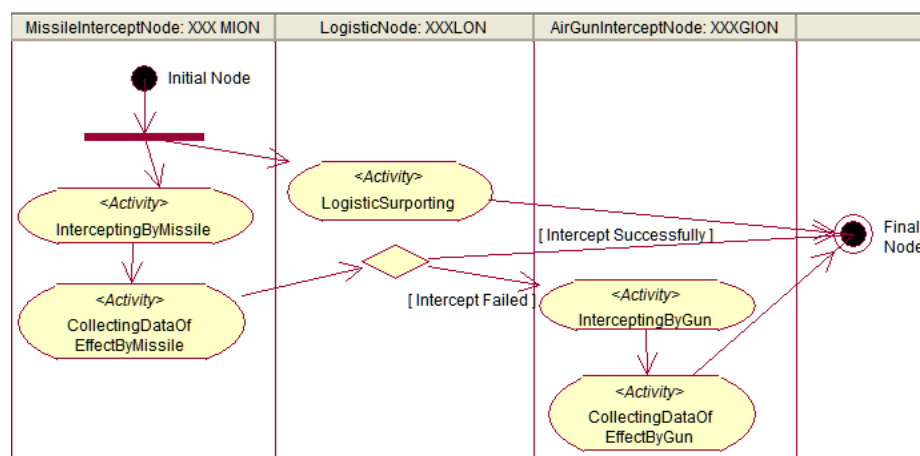 MissileInterceptNode: XXX MION
LogisticNode: XXXLON
AirGunInterceptNode: XXXGION
Initial Node
<Activity>
LogisticSurporting
<Activity>
InterceptingByMissile
[ Intercept Successfully ]
Final
Node
<Activity>
CollectingDataOf
EffectByMissile
[ Intercept Failed ]
<Activity>
InterceptingByGun
<Activity>
CollectingDataOf
EffectByGun